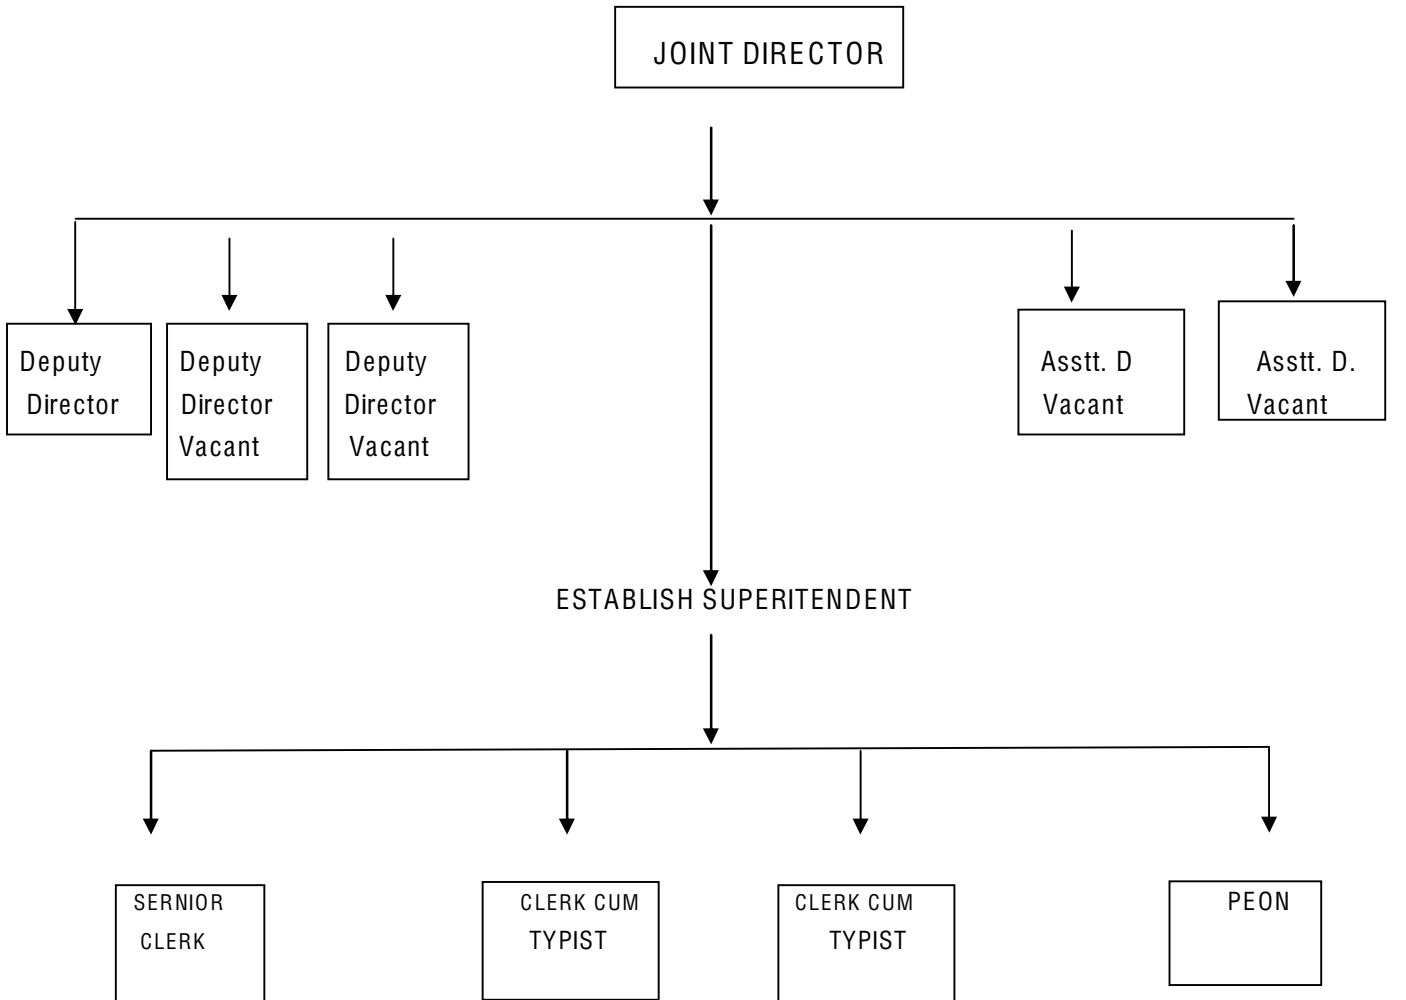 JOINT DIRECTOR
Deputy
Director
Deputy
Director
Vacant
Deputy
Director
Vacant
Asstt. D
Vacant
Asstt. D.
Vacant
ESTABLISH SUPERITENDENT
SERNIOR
CLERK
CLERK CUM
TYPIST
CLERK CUM
TYPIST
PEON